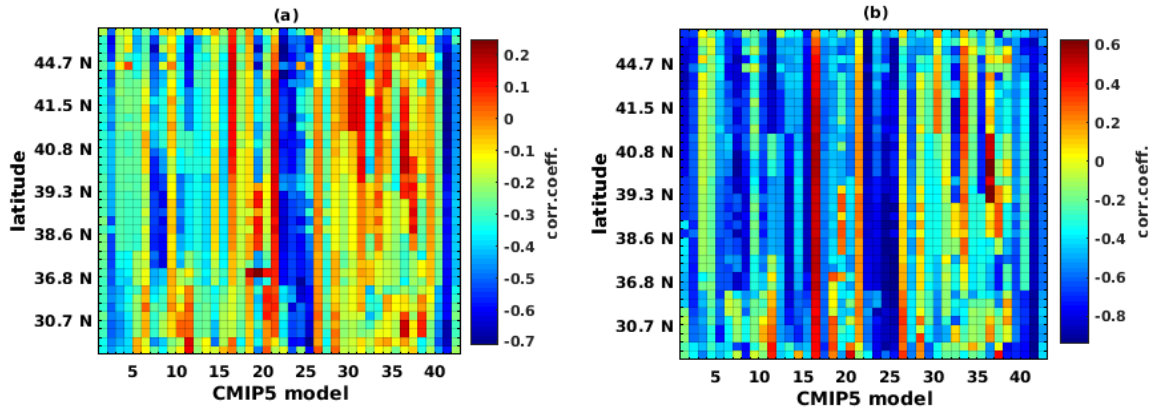 (a)
44.7 N
41.5 N
40.8 N
39.3 N
38.6 N
36.8 N
30.7 N
latitude
5 10 15 20 25 30 35 40
CMIP5 model
0.2
0.1
0
-0.1
-0.2
-0.3
-0.4
-0.5
-0.6
-0.7
corr.coeff.
(b)
44.7 N
41.5 N
40.8 N
39.3 N
38.6 N
36.8 N
30.7 N
latitude
5 10 15 20 25 30 35 40
CMIP5 model
0.6
0.4
0.2
0
-0.2
-0.4
-0.6
-0.8
corr.coeff.